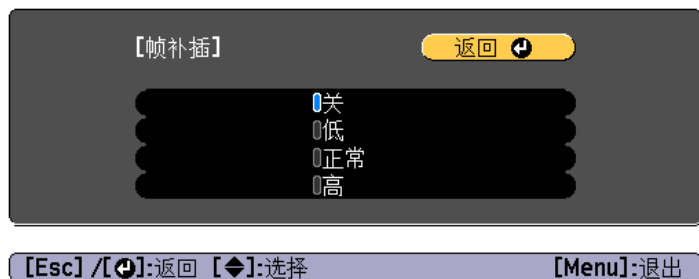 [帧补插]
返回
关
低
正常
高
[Esc] /[⏎]:返回 [◆]:选择 [Menu]:退出